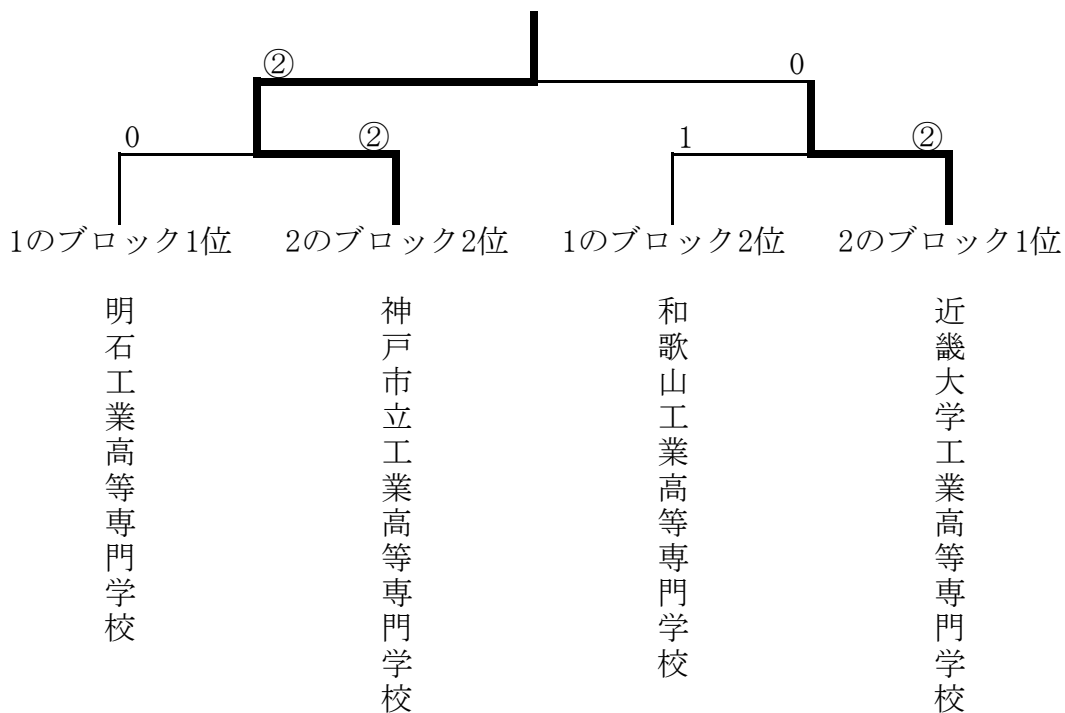 ② 0
0 ② 1 ②
1のブロック1位 2のブロック2位 1のブロック2位 2のブロック1位
明石工業高等専門学校
神戸市立工業高等専門学校
和歌山工業高等専門学校
近畿大学工業高等専門学校